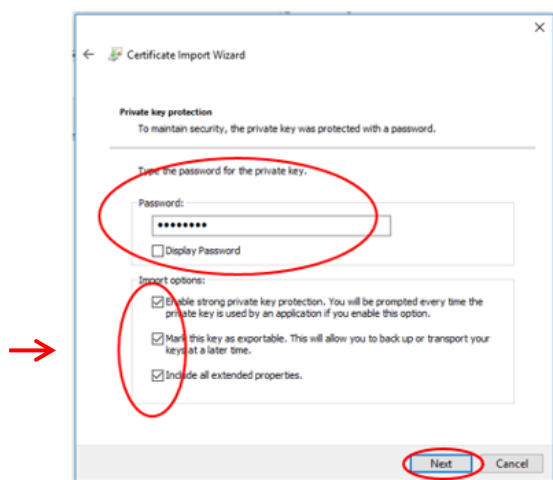 Certificate Import Wizard
Private key protection
To maintain security, the private key was protected with a password.
Type the password for the private key.
Password:
••••••••
Display Password
Import options:
Enable strong private key protection. You will be prompted every time the
private key is used by an application if you enable this option.
Mark this key as exportable. This will allow you to back up or transport your
keys at a later time.
Include all extended properties.
Next Cancel